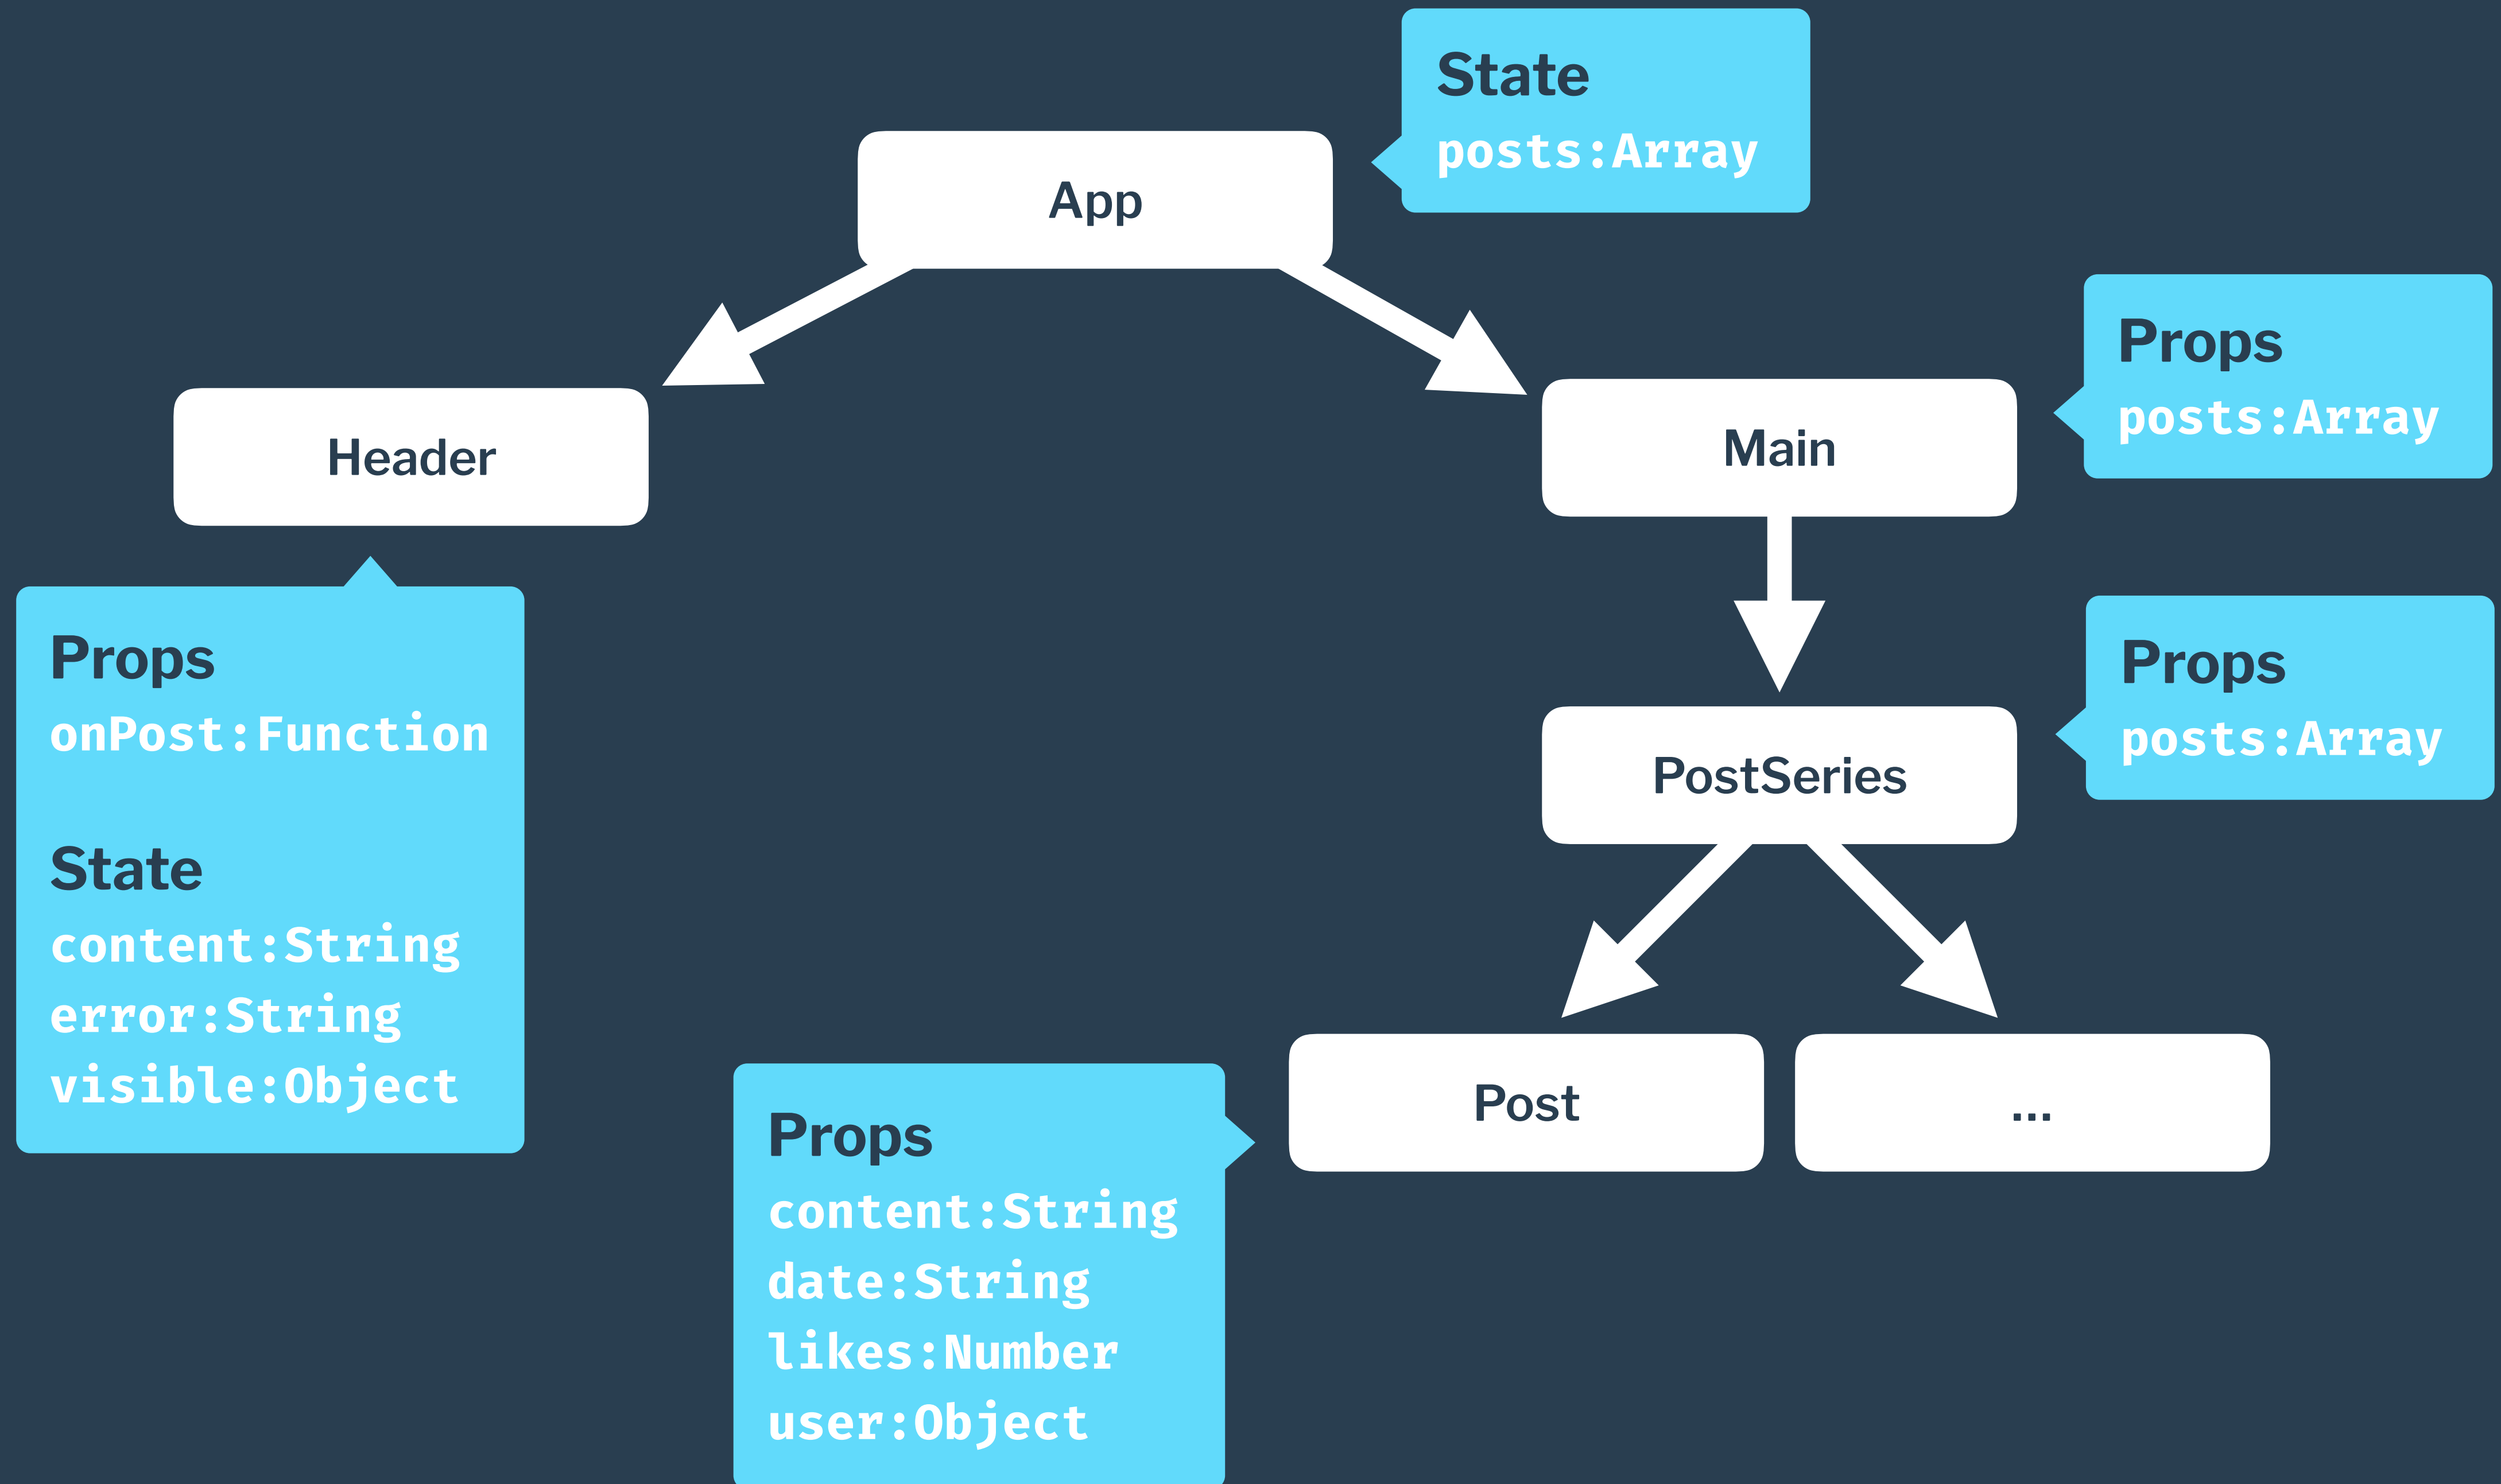 State
posts:Array
App
Props
posts:Array
Header
Main
Props
onPost:Function
State
content:String
error:String
visible:Object
Props
posts:Array
PostSeries
Props
content:String
date:String
likes:Number
user:Object
Post
...